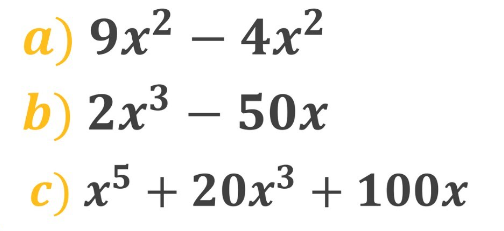 a) 9x² − 4x²
b) 2x³ − 50x
c) x⁵ + 20x³ + 100x